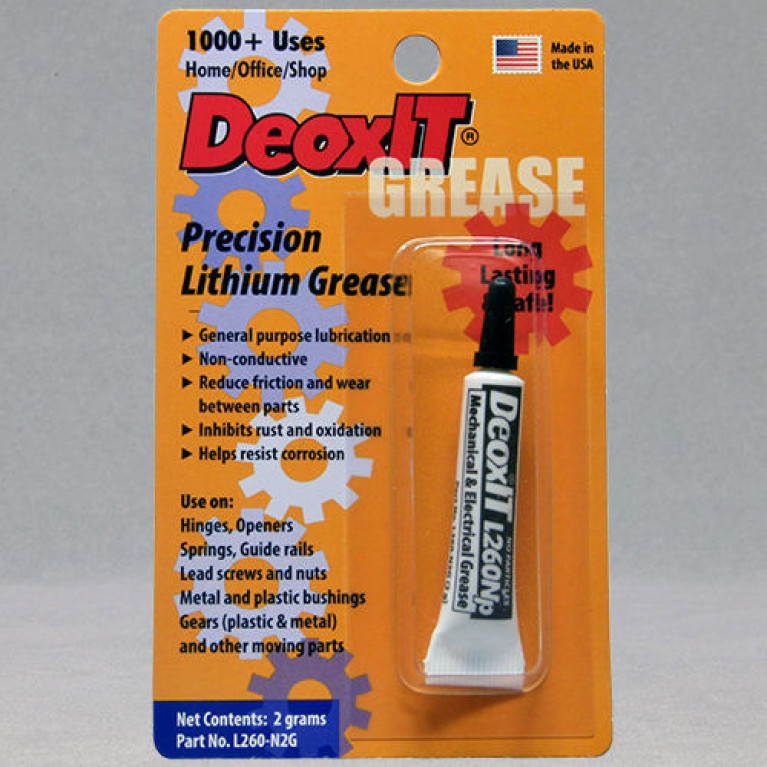 1000+ Uses
Home/Office/Shop
Made in
the USA
DeoxIT®
GREASE
Precision
Lithium Grease
Long
Lasting
& Safe!
▶ General purpose lubrication
▶ Non-conductive
▶ Reduce friction and wear
between parts
▶ Inhibits rust and oxidation
▶ Helps resist corrosion
Use on:
Hinges, Openers
Springs, Guide rails
Lead screws and nuts
Metal and plastic bushings
Gears (plastic & metal)
and other moving parts
DeoxIT® L260Np
NO PARTICLES
Mechanical & Electrical Grease
Net Contents: 2 grams
Part No. L260-N2G